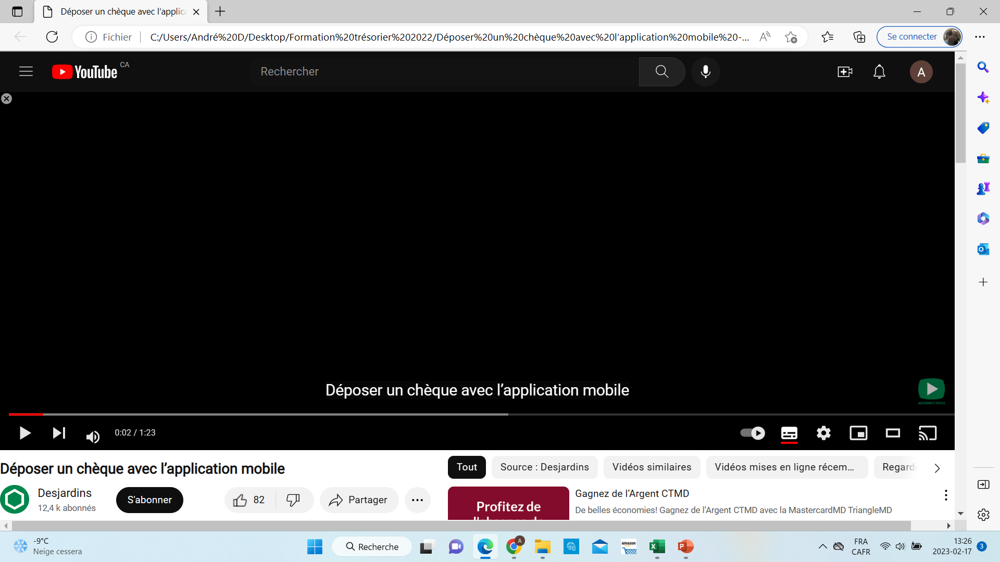 Déposer un chèque avec l’applica
Fichier
C:/Users/André%20D/Desktop/Formation%20trésorier%202022/Déposer%20un%20chèque%20avec%20l’application%20mobile%20-...
Se connecter
YouTube CA
Rechercher
A
Déposer un chèque avec l’application mobile
ABONNEZ-VOUS
0:02 / 1:23
Déposer un chèque avec l’application mobile
Tout
Source : Desjardins
Vidéos similaires
Vidéos mises en ligne récem...
Regard
Desjardins
12,4 k abonnés
S'abonner
82
Partager
Profitez de
Gagnez de l’Argent CTMD
De belles économies! Gagnez de l’Argent CTMD avec la MastercardMD TriangleMD
-9°C
Neige cessera
Recherche
A
amazon
FRA
CAFR
13:26
2023-02-17
3